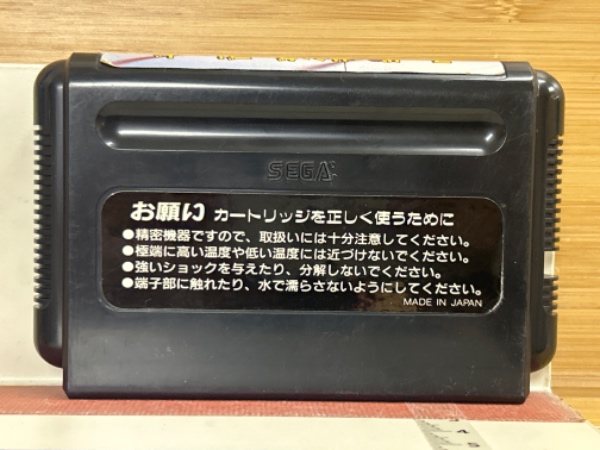 SEGA
お願い カートリッジを正しく使うために
●精密機器ですので、取扱いには十分注意してください。
●極端に高い温度や低い温度には近づけないでください。
●強いショックを与えたり、分解しないでください。
●端子部に触れたり、水で濡らさないようにしてください。
MADE IN JAPAN